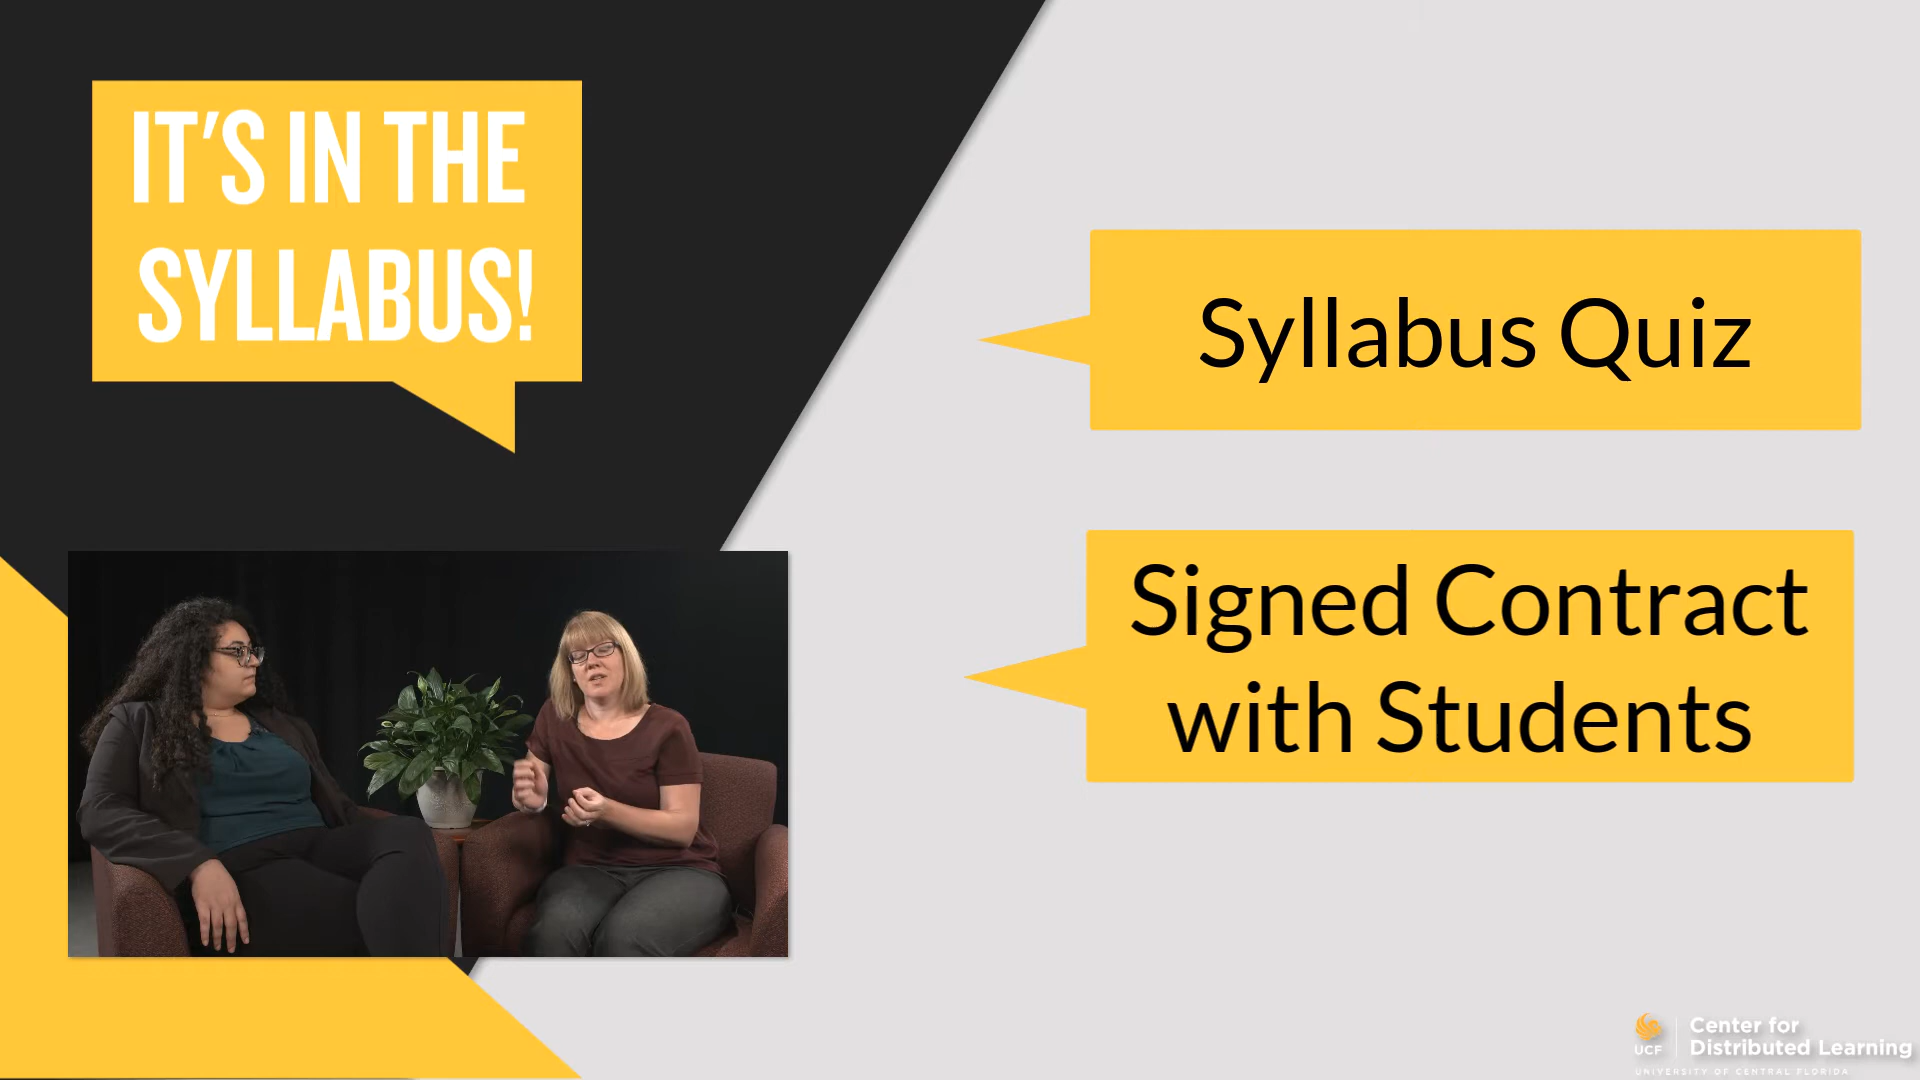 IT'S IN THE
SYLLABUS!
Syllabus Quiz
Signed Contract
with Students
UCF
Center for
Distributed Learning
UNIVERSITY OF CENTRAL FLORIDA